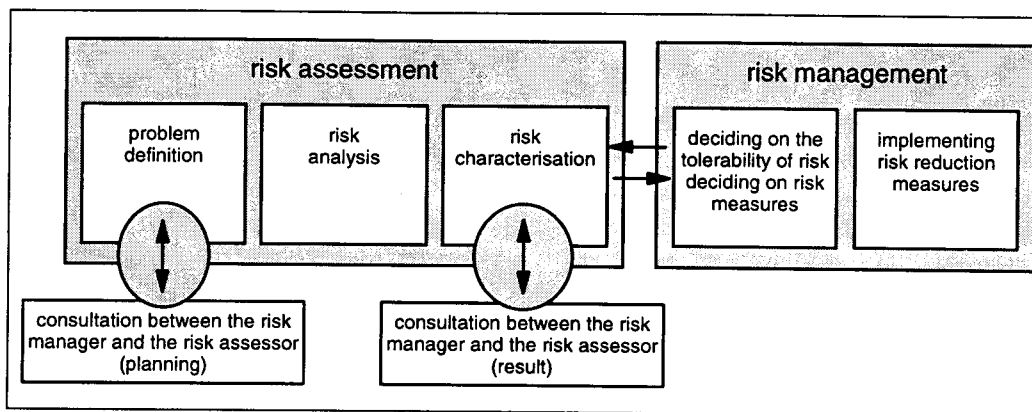 risk assessment
problem
definition
risk
analysis
risk
characterisation
consultation between the risk
manager and the risk assessor
(planning)
consultation between the risk
manager and the risk assessor
(result)
risk management
deciding on the
tolerability of risk
deciding on risk
measures
implementing
risk reduction
measures